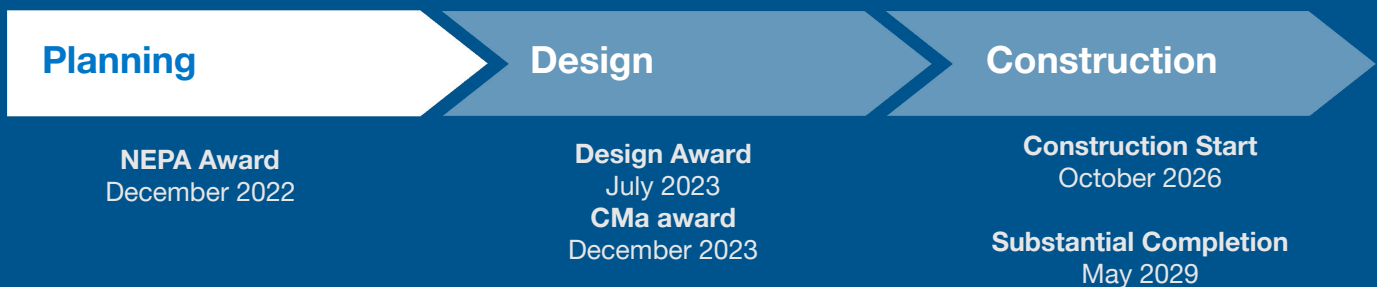 Planning
Design
Construction
NEPA Award
December 2022
Design Award
July 2023
CMa award
December 2023
Construction Start
October 2026
Substantial Completion
May 2029